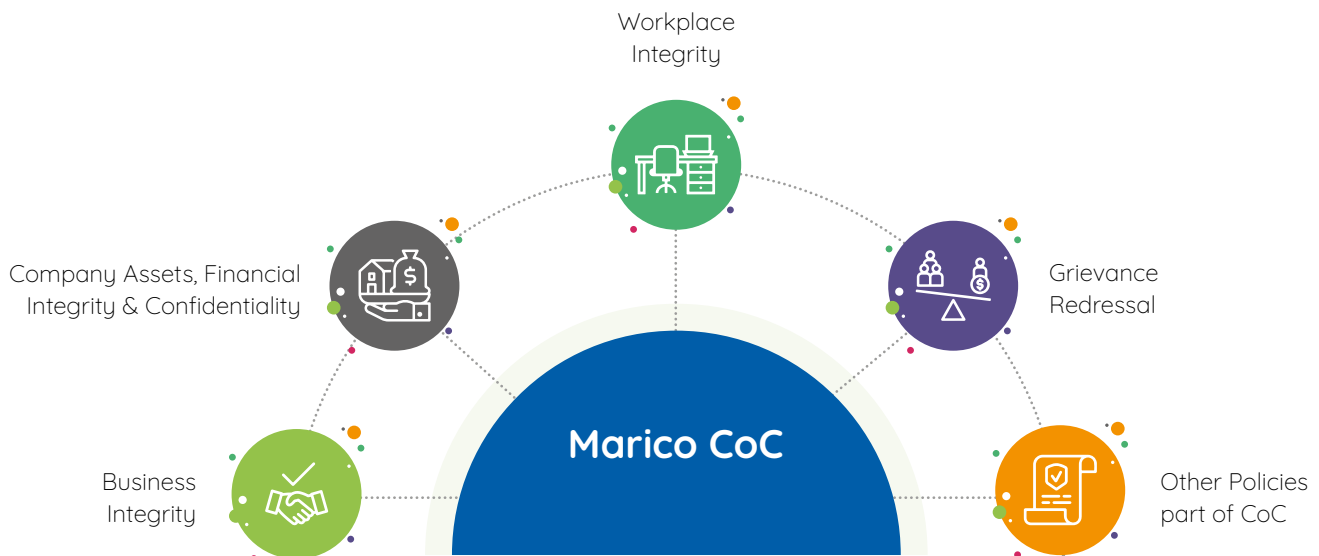 Workplace
Integrity
Company Assets, Financial
Integrity & Confidentiality
$
Grievance
Redressal
$
Marico CoC
Business
Integrity
Other Policies
part of CoC